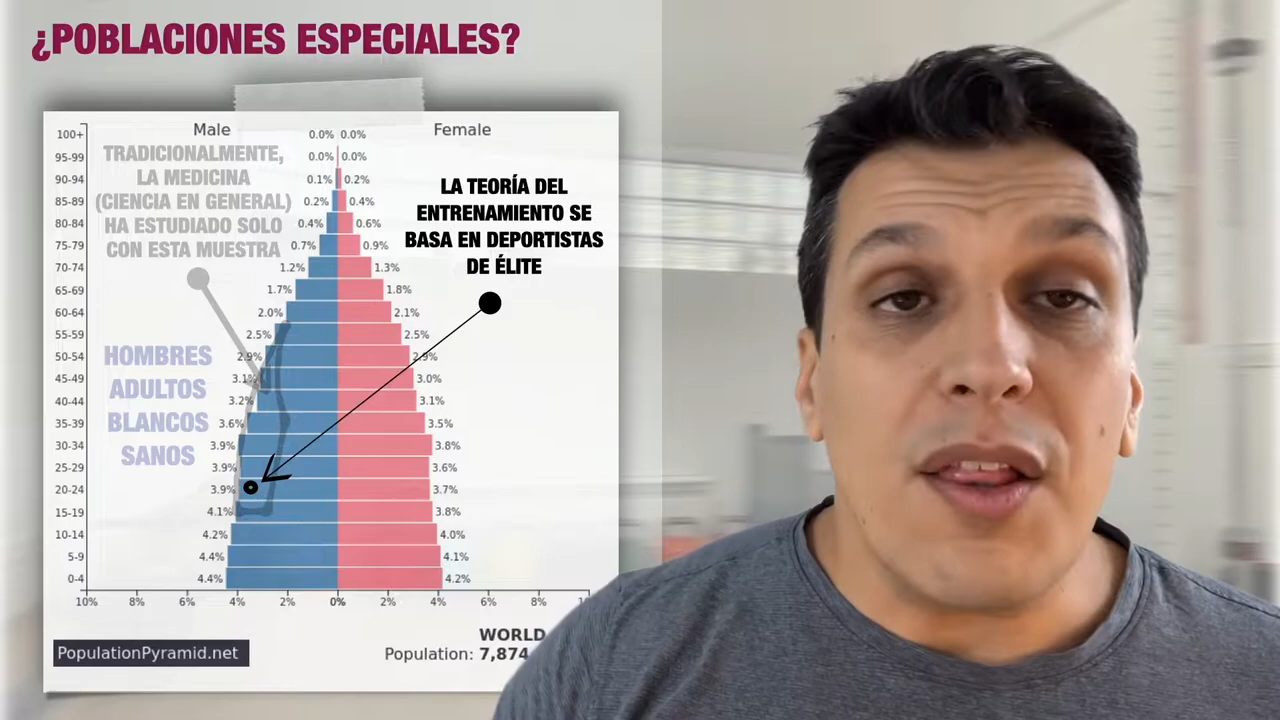 ¿POBLACIONES ESPECIALES?
Male
Female
100+ 0.0% 0.0%
95-99 0.0% 0.0%
90-94 0.1% 0.2%
85-89 0.2% 0.4%
80-84 0.4% 0.6%
75-79 0.7% 0.9%
70-74 1.2% 1.3%
65-69 1.7% 1.8%
60-64 2.0% 2.1%
55-59 2.5% 2.5%
50-54 2.9% 2.9%
45-49 3.1% 3.0%
40-44 3.2% 3.1%
35-39 3.6% 3.5%
30-34 3.9% 3.8%
25-29 3.9% 3.6%
20-24 3.9% 3.7%
15-19 4.1% 3.8%
10-14 4.2% 4.0%
5-9 4.4% 4.1%
0-4 4.4% 4.2%
10% 8% 6% 4% 2% 0% 2% 4% 6% 8%
TRADICIONALMENTE,
LA MEDICINA
(CIENCIA EN GENERAL)
HA ESTUDIADO SOLO
CON ESTA MUESTRA
HOMBRES
ADULTOS
BLANCOS
SANOS
LA TEORÍA DEL
ENTRENAMIENTO SE
BASA EN DEPORTISTAS
DE ÉLITE
PopulationPyramid.net
WORLD
Population: 7,874